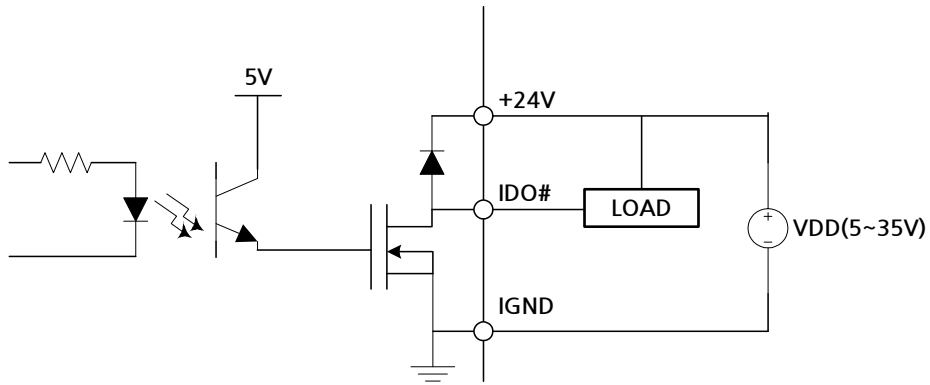 5V
+24V
IDO#
LOAD
VDD(5~35V)
IGND